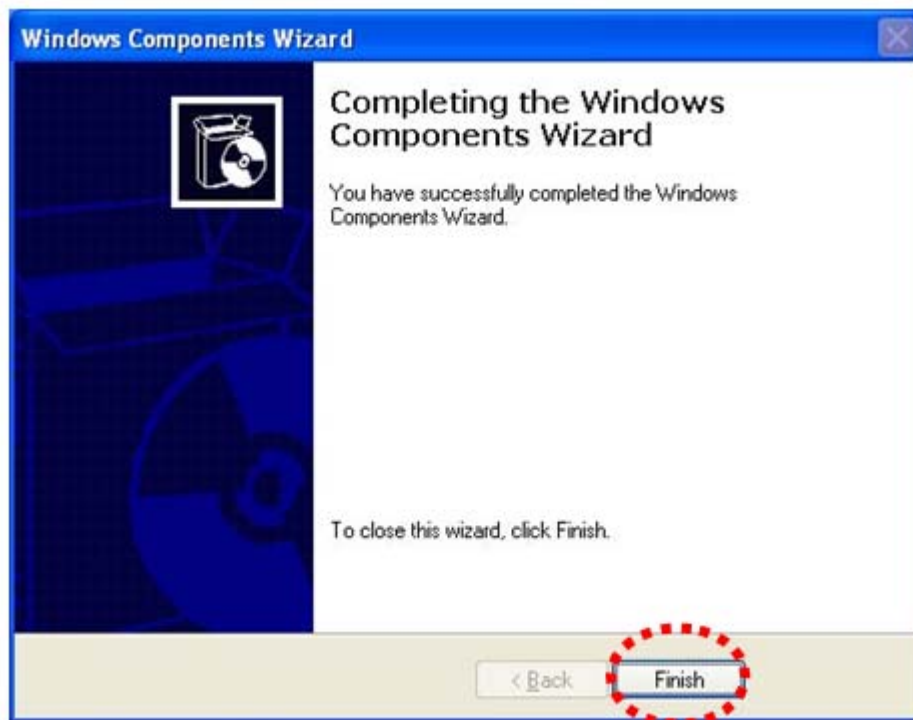 Windows Components Wizard
Completing the Windows
Components Wizard
You have successfully completed the Windows
Components Wizard.
To close this wizard, click Finish.
< Back
Finish